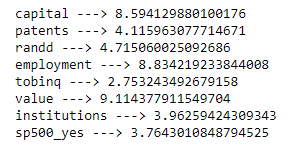 capital ---> 8.594129880100176
patents ---> 4.115963077714671
randd ---> 4.715060025092686
employment ---> 8.834219233844008
tobinq ---> 2.753243492679158
value ---> 9.114377911549704
institutions ---> 3.96259424309343
sp500_yes ---> 3.7643010848794525